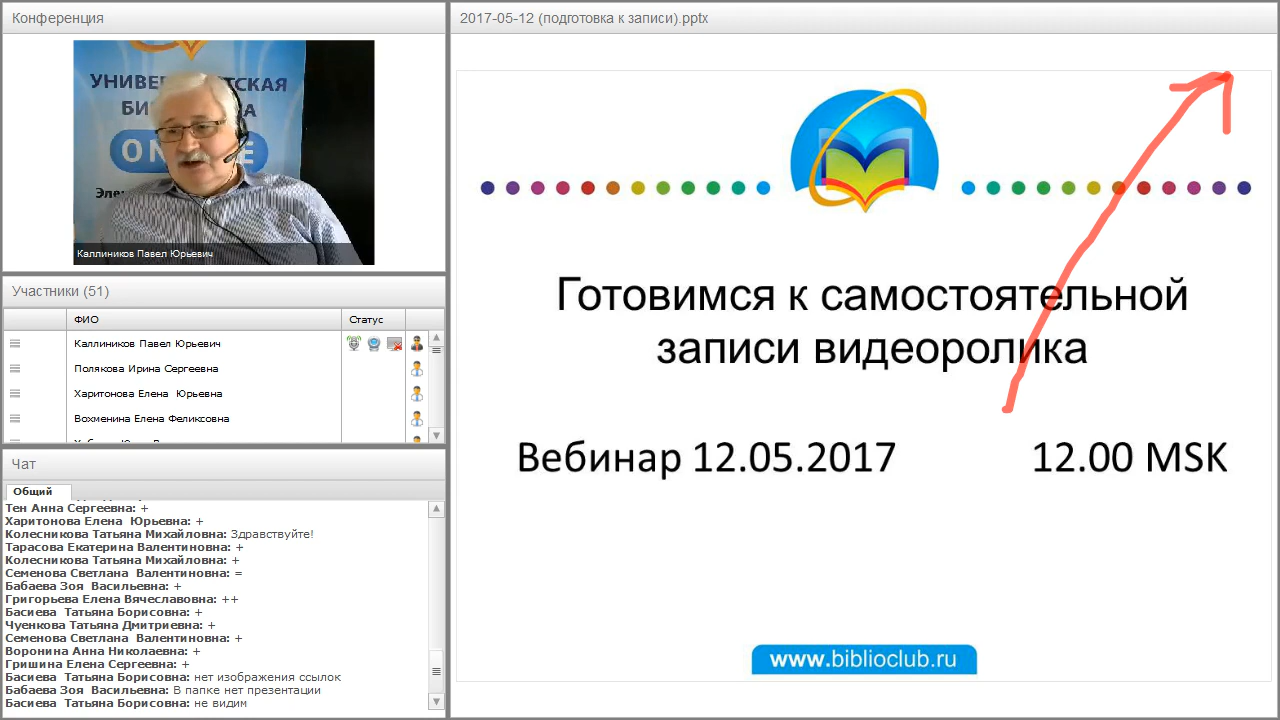 Конференция
УНИВЕРСИТЕТСКАЯ
Каллиников Павел Юрьевич
Участники (51)
ФИО Статус
Каллиников Павел Юрьевич
Полякова Ирина Сергеевна
Харитонова Елена Юрьевна
Вохменина Елена Феликсовна
Чат
Общий
Тен Анна Сергеевна: +
Харитонова Елена Юрьевна: +
Колесникова Татьяна Михайловна: Здравствуйте!
Тарасова Екатерина Валентиновна: +
Колесникова Татьяна Михайловна: +
Семенова Светлана Валентиновна: =
Бабаева Зоя Васильевна: +
Григорьева Елена Вячеславовна: ++
Басиева Татьяна Борисовна: +
Чуенкова Татьяна Дмитриевна: +
Семенова Светлана Валентиновна: +
Воронина Анна Николаевна: +
Гришина Елена Сергеевна: +
Басиева Татьяна Борисовна: нет изображения ссылок
Бабаева Зоя Васильевна: В папке нет презентации
Басиева Татьяна Борисовна: не видим
2017-05-12 (подготовка к записи).pptx
Готовимся к самостоятельной
записи видеоролика
Вебинар 12.05.2017 12.00 MSK
www.biblioclub.ru